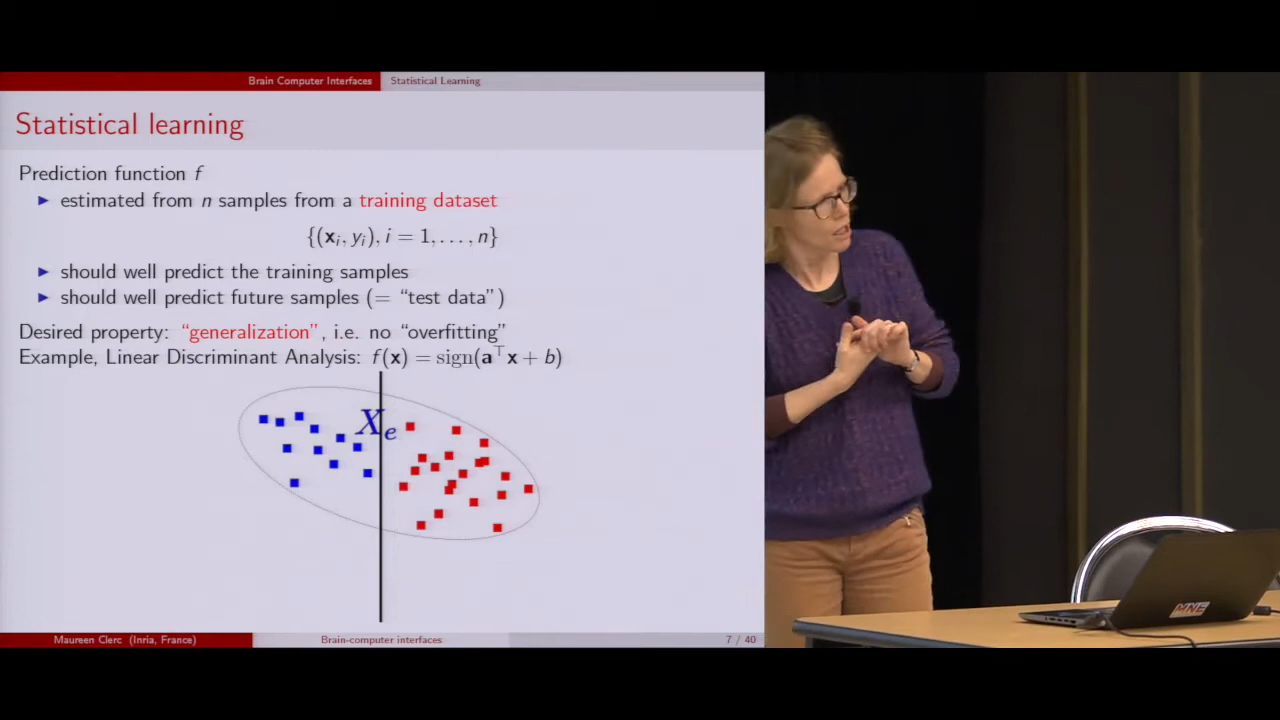 Brain Computer Interfaces Statistical Learning
Statistical learning
Prediction function f
▶ estimated from n samples from a training dataset
{(xᵢ, yᵢ), i = 1, . . . , n}
▶ should well predict the training samples
▶ should well predict future samples (= “test data”)
Desired property: “generalization”, i.e. no “overfitting”
Example, Linear Discriminant Analysis: f(x) = sign(a⊤x + b)
Xₑ
Maureen Clerc (Inria, France) Brain-computer interfaces 7 / 40
MNE